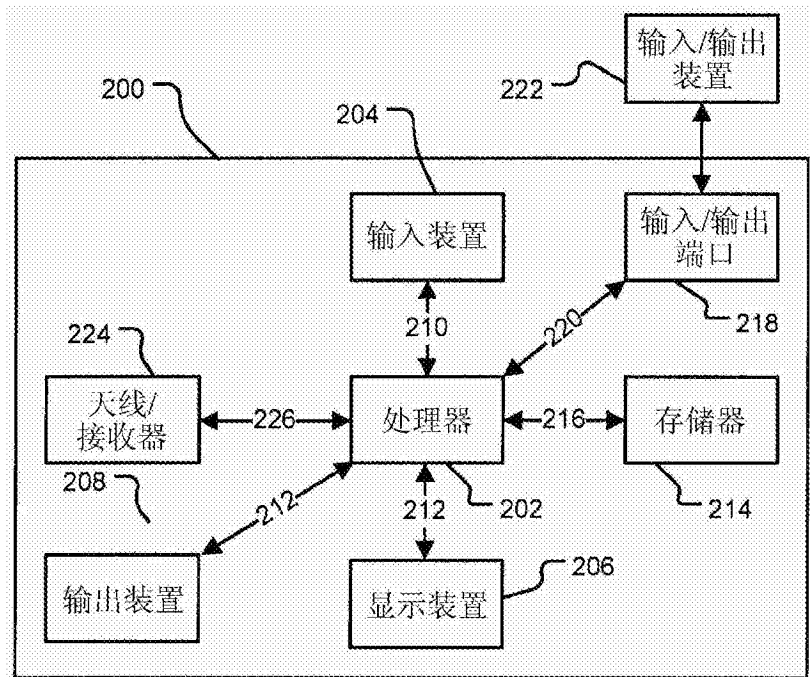 输入/输出
装置
222
200
204
输入装置
输入/输出
端口
210
220
218
224
天线/
接收器
226
处理器
216
存储器
208
212
212
202
214
输出装置
显示装置
206